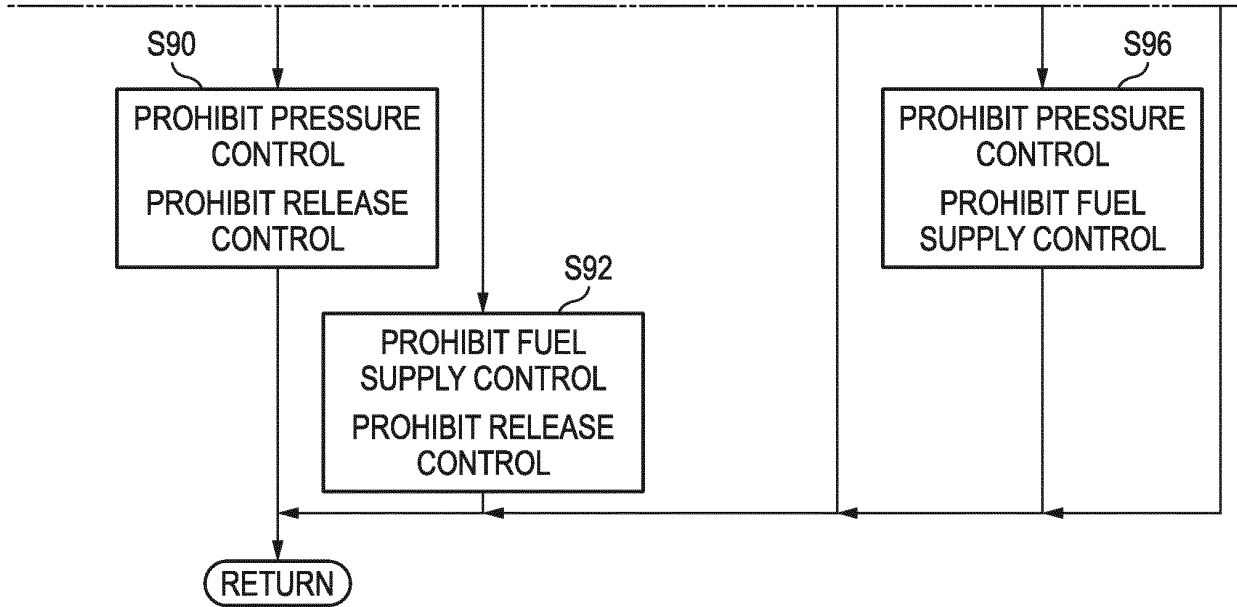 S90
PROHIBIT PRESSURE
CONTROL
PROHIBIT RELEASE
CONTROL
S92
PROHIBIT FUEL
SUPPLY CONTROL
PROHIBIT RELEASE
CONTROL
S96
PROHIBIT PRESSURE
CONTROL
PROHIBIT FUEL
SUPPLY CONTROL
RETURN